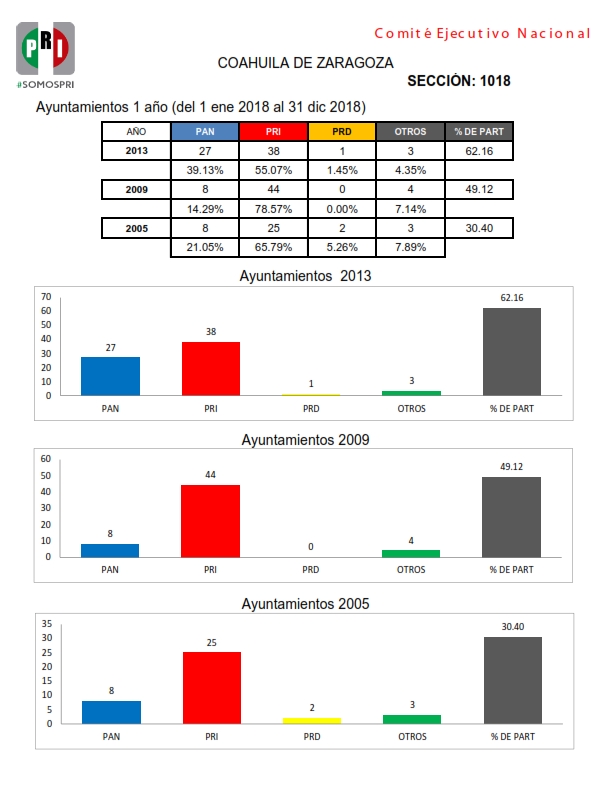 Comité Ejecutivo Nacional
PRI
#SOMOSPRI
COAHUILA DE ZARAGOZA
SECCIÓN: 1018
Ayuntamientos 1 año (del 1 ene 2018 al 31 dic 2018)
AÑO PAN PRI PRD OTROS % DE PART
2013 27 38 1 3 62.16
39.13% 55.07% 1.45% 4.35%
2009 8 44 0 4 49.12
14.29% 78.57% 0.00% 7.14%
2005 8 25 2 3 30.40
21.05% 65.79% 5.26% 7.89%
Ayuntamientos 2013
70
60
50
40
30
20
10
0
27 38 1 3 62.16
PAN PRI PRD OTROS % DE PART
Ayuntamientos 2009
60
50
40
30
20
10
0
8 44 0 4 49.12
PAN PRI PRD OTROS % DE PART
Ayuntamientos 2005
35
30
25
20
15
10
5
0
8 25 2 3 30.40
PAN PRI PRD OTROS % DE PART